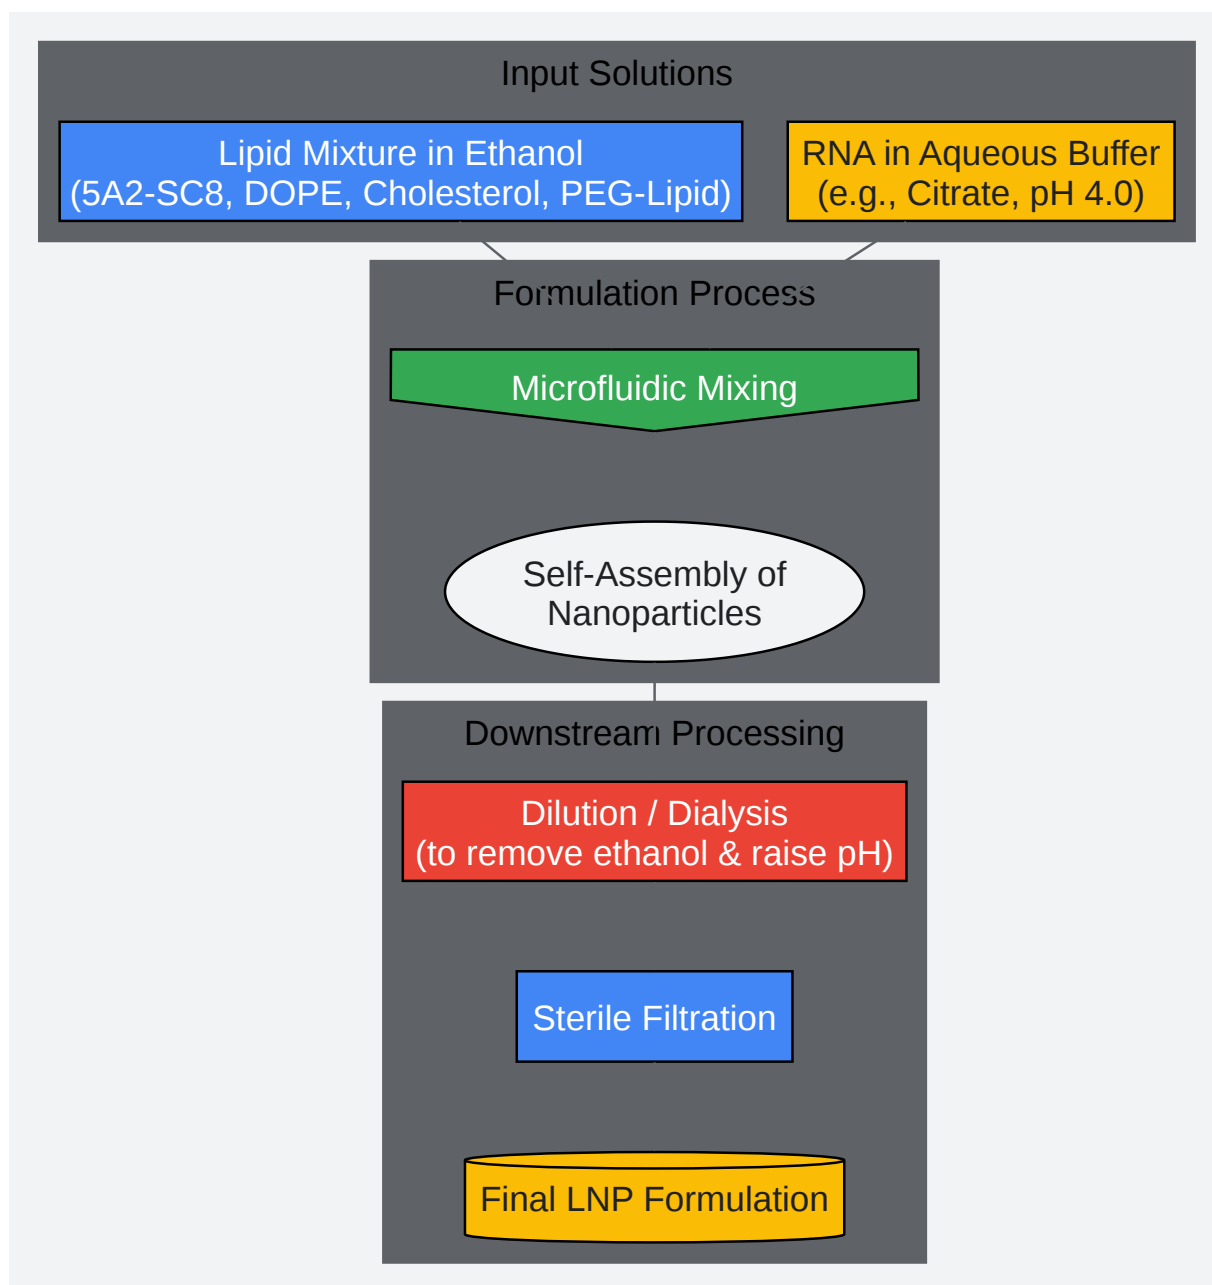 Input Solutions
Lipid Mixture in Ethanol
(5A2-SC8, DOPE, Cholesterol, PEG-Lipid)
RNA in Aqueous Buffer
(e.g., Citrate, pH 4.0)
Formulation Process
Microfluidic Mixing
Self-Assembly of
Nanoparticles
Downstream Processing
Dilution / Dialysis
(to remove ethanol & raise pH)
Sterile Filtration
Final LNP Formulation